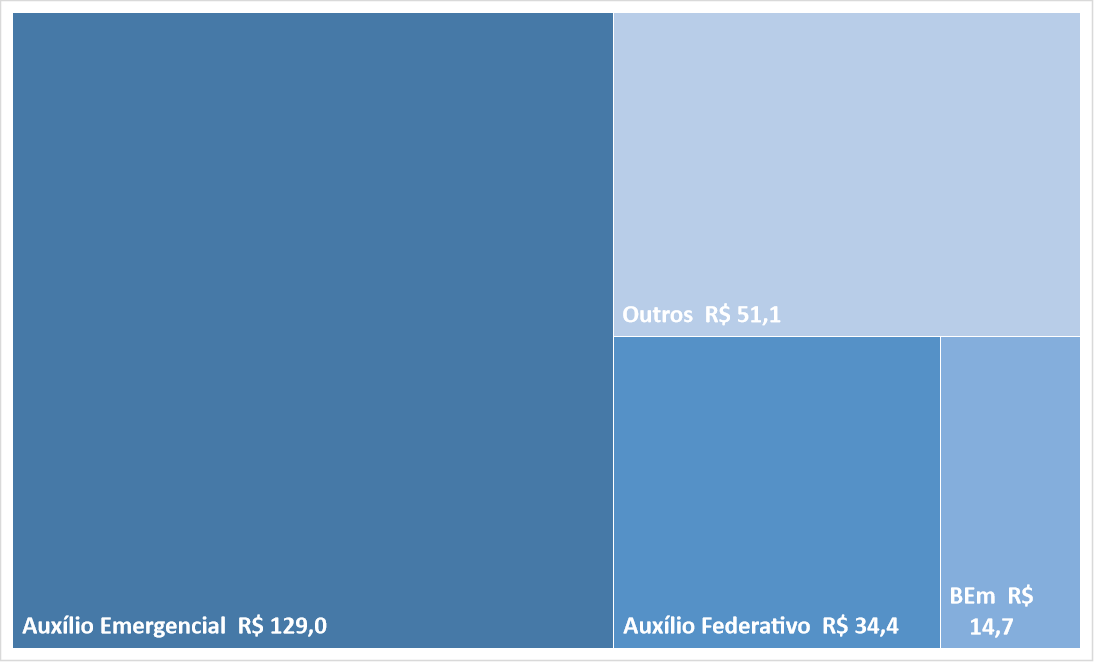 Outros R$ 51,1
Auxílio Emergencial R$ 129,0
Auxílio Federativo R$ 34,4
BEm R$
14,7